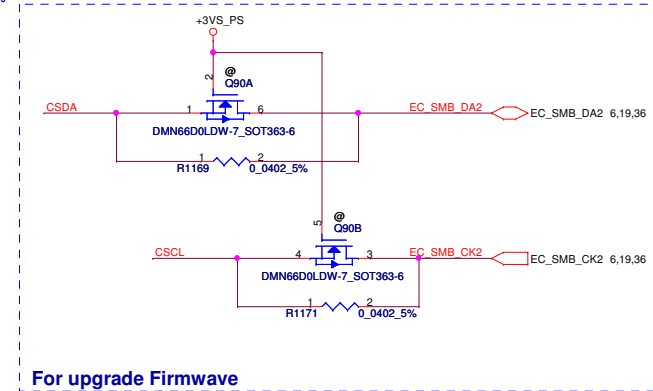 +3VS_PS
2
@
Q90A
CSDA
1
6
EC_SMB_DA2
EC_SMB_DA2 6,19,36
DMN66D0LDW-7_SOT363-6
1
2
R1169
0_0402_5%
5
@
Q90B
CSCL
4
3
EC_SMB_CK2
EC_SMB_CK2 6,19,36
DMN66D0LDW-7_SOT363-6
1
2
R1171
0_0402_5%
For upgrade Firmwave